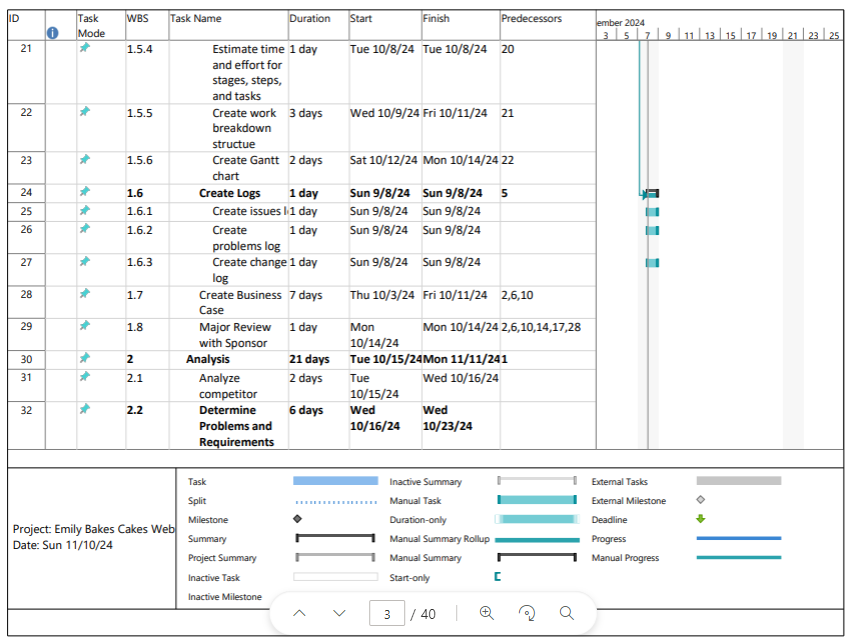 ID Task Mode WBS Task Name Duration Start Finish Predecessors
ember 2024
3 5 7 9 11 13 15 17 19 21 23 25
21 1.5.4 Estimate time 1 day Tue 10/8/24 Tue 10/8/24 20
and effort for
stages, steps,
and tasks
22 1.5.5 Create work 3 days Wed 10/9/24 Fri 10/11/24 21
breakdown
structue
23 1.5.6 Create Gantt 2 days Sat 10/12/24 Mon 10/14/24 22
chart
24 1.6 Create Logs 1 day Sun 9/8/24 Sun 9/8/24 5
25 1.6.1 Create issues l 1 day Sun 9/8/24 Sun 9/8/24
26 1.6.2 Create 1 day Sun 9/8/24 Sun 9/8/24
problems log
27 1.6.3 Create change 1 day Sun 9/8/24 Sun 9/8/24
log
28 1.7 Create Business 7 days Thu 10/3/24 Fri 10/11/24 2,6,10
Case
29 1.8 Major Review 1 day Mon Mon 10/14/24 2,6,10,14,17,28
with Sponsor 10/14/24
30 2 Analysis 21 days Tue 10/15/24 Mon 11/11/24 1
31 2.1 Analyze 2 days Tue Wed 10/16/24
competitor 10/15/24
32 2.2 Determine 6 days Wed Wed
Problems and 10/16/24 10/23/24
Requirements
Project: Emily Bakes Cakes Web
Date: Sun 11/10/24
Task
Split
Milestone
Summary
Project Summary
Inactive Task
Inactive Milestone
Inactive Summary
Manual Task
Duration-only
Manual Summary Rollup
Manual Summary
Start-only
External Tasks
External Milestone
Deadline
Progress
Manual Progress
3 / 40